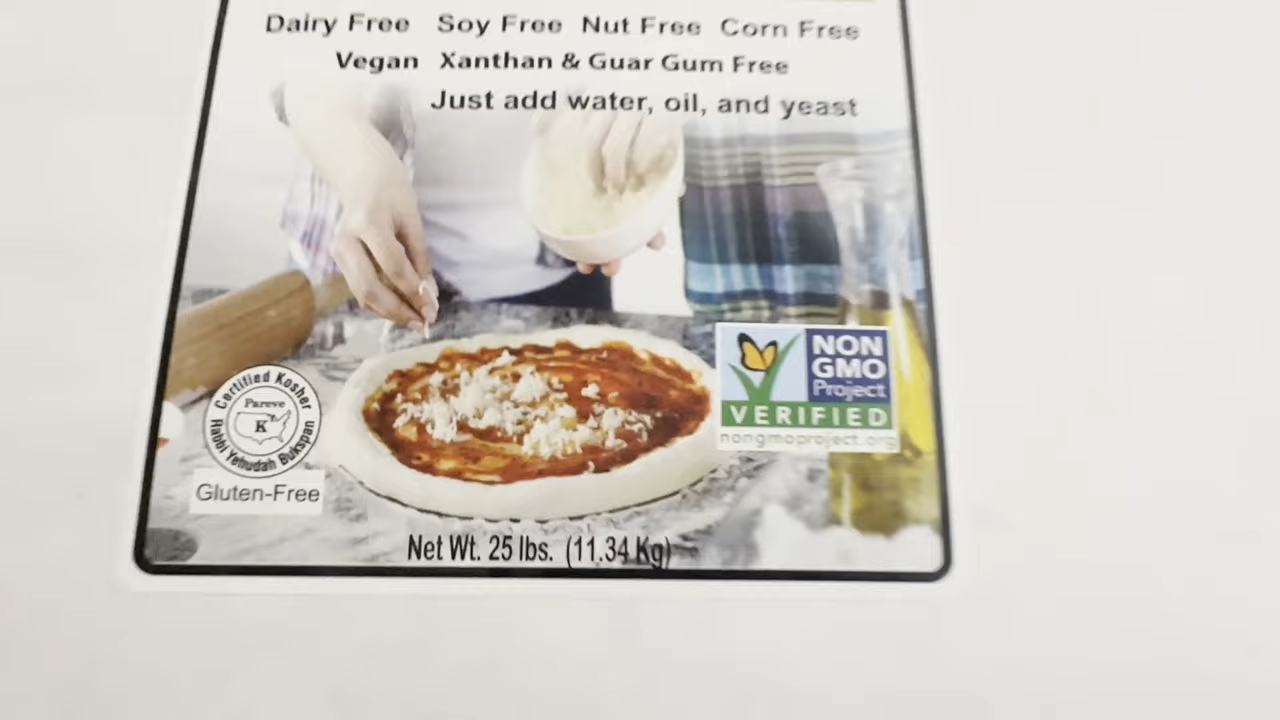 Dairy Free Soy Free Nut Free Corn Free
Vegan Xanthan & Guar Gum Free
Just add water, oil, and yeast
NON
GMO
Project
VERIFIED
nongmoproject.org
Certified Kosher
Pareve
K
Rabbi Yehudah Bukspan
Gluten-Free
Net Wt. 25 lbs. (11.34 Kg)